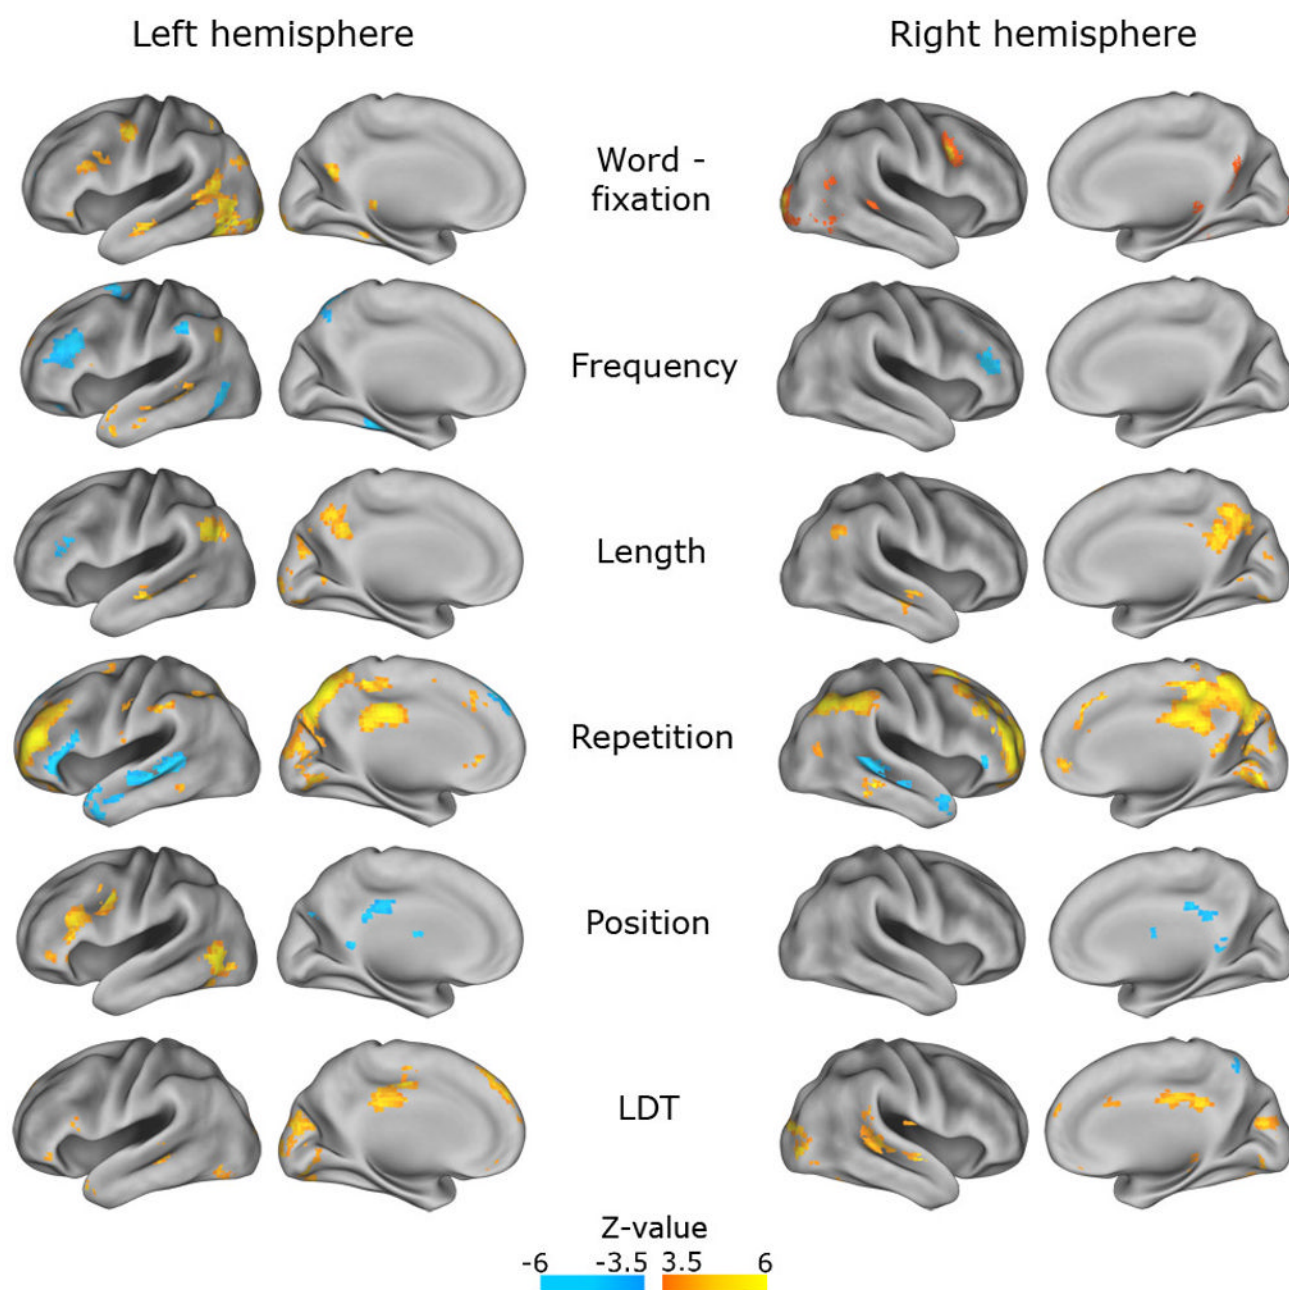 Left hemisphere
Right hemisphere
Word -
fixation
Frequency
Length
Repetition
Position
LDT
Z-value
-6 -3.5 3.5 6